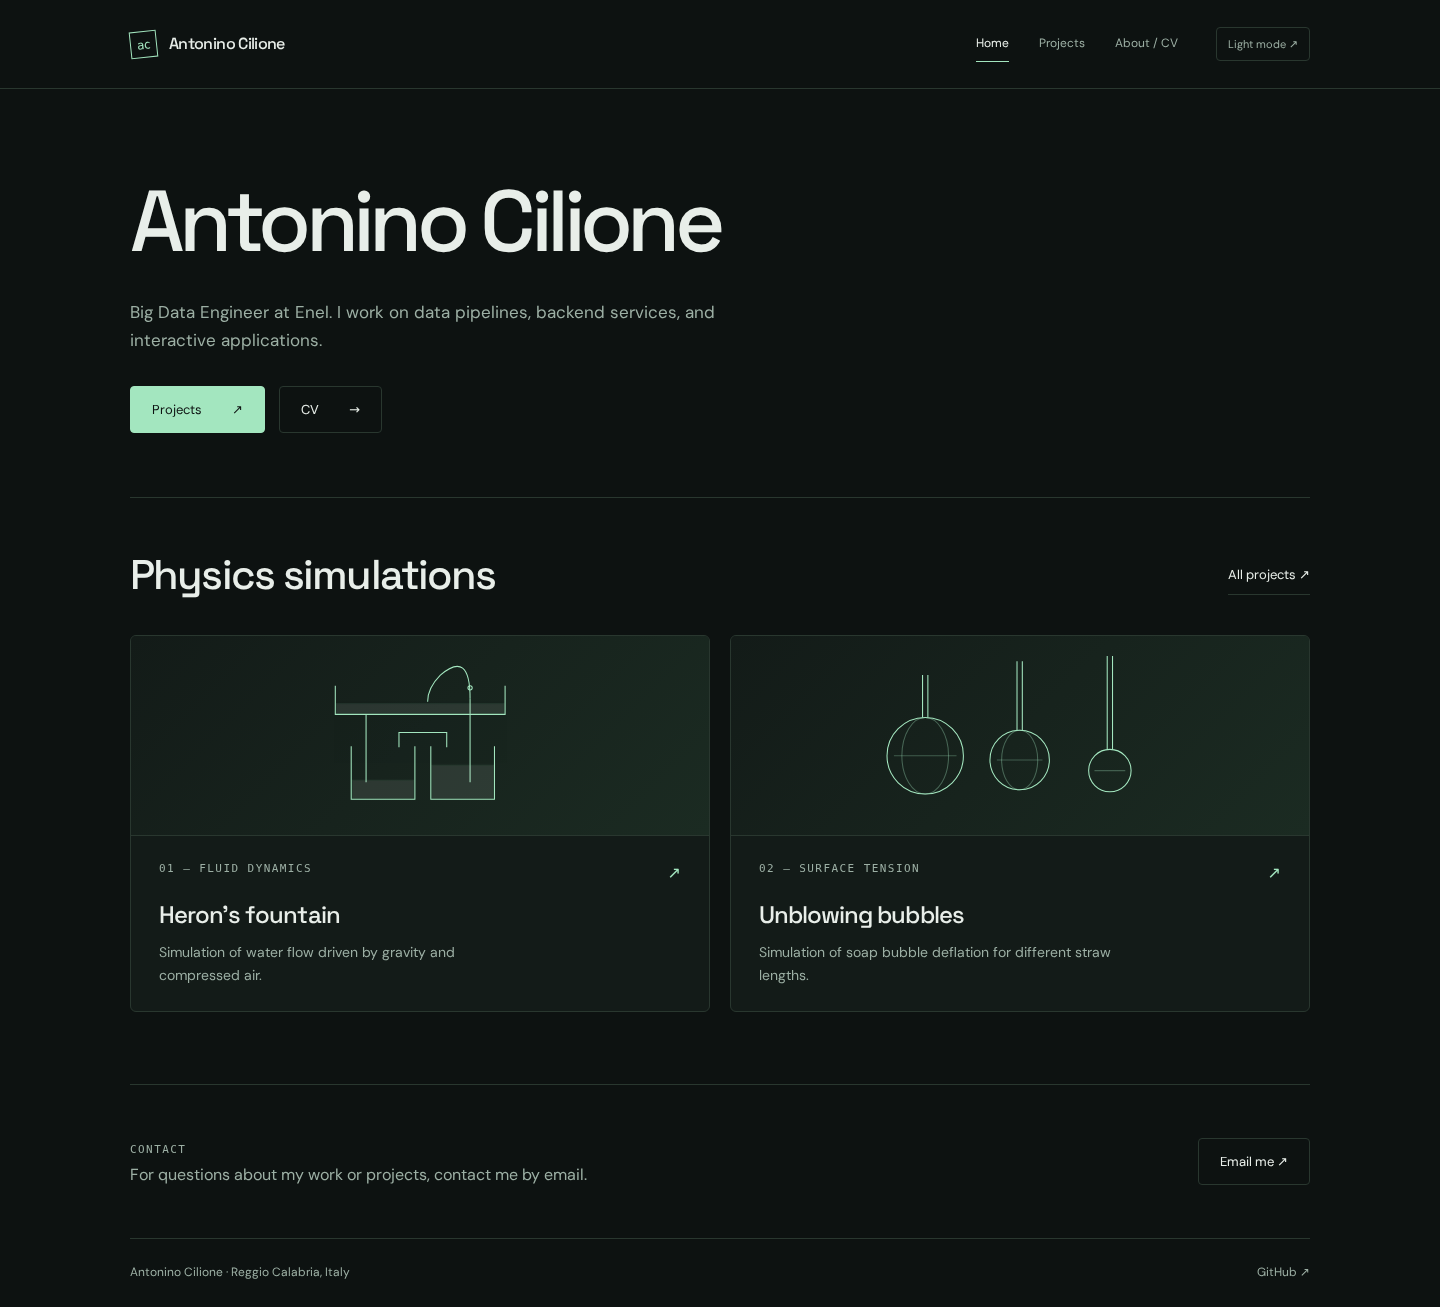 ac
Antonino Cilione
Home
Projects
About / CV
Light mode ↗
Antonino Cilione
Big Data Engineer at Enel. I work on data pipelines, backend services, and
interactive applications.
Projects ↗
CV →
Physics simulations
All projects ↗
01 — FLUID DYNAMICS
↗
Heron's fountain
Simulation of water flow driven by gravity and
compressed air.
02 — SURFACE TENSION
↗
Unblowing bubbles
Simulation of soap bubble deflation for different straw
lengths.
CONTACT
For questions about my work or projects, contact me by email.
Email me ↗
Antonino Cilione · Reggio Calabria, Italy
GitHub ↗